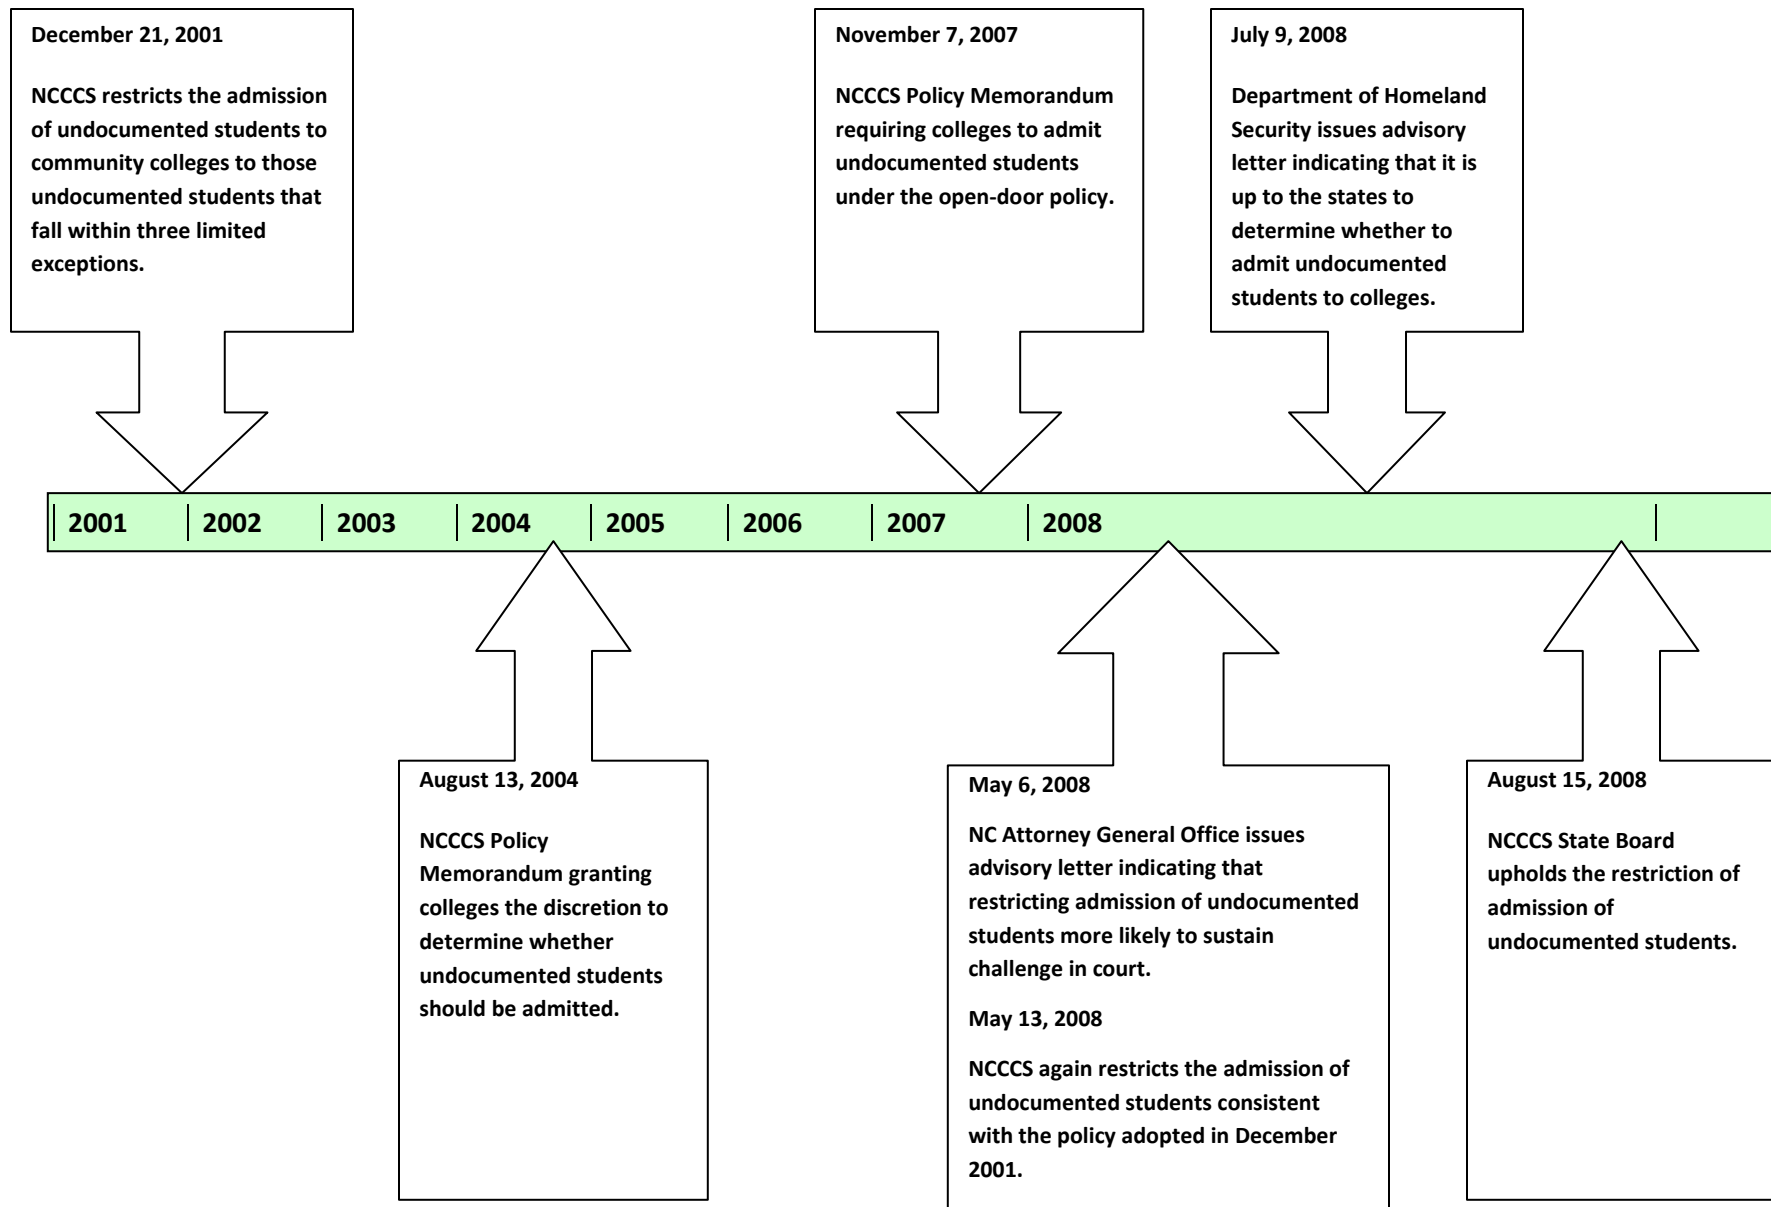 December 21, 2001
NCCCS restricts the admission
of undocumented students to
community colleges to those
undocumented students that
fall within three limited
exceptions.
November 7, 2007
NCCCS Policy Memorandum
requiring colleges to admit
undocumented students
under the open-door policy.
July 9, 2008
Department of Homeland
Security issues advisory
letter indicating that it is
up to the states to
determine whether to
admit undocumented
students to colleges.
2001 2002 2003 2004 2005 2006 2007 2008
August 13, 2004
NCCCS Policy
Memorandum granting
colleges the discretion to
determine whether
undocumented students
should be admitted.
May 6, 2008
NC Attorney General Office issues
advisory letter indicating that
restricting admission of undocumented
students more likely to sustain
challenge in court.
May 13, 2008
NCCCS again restricts the admission of
undocumented students consistent
with the policy adopted in December
2001.
August 15, 2008
NCCCS State Board
upholds the restriction of
admission of
undocumented students.